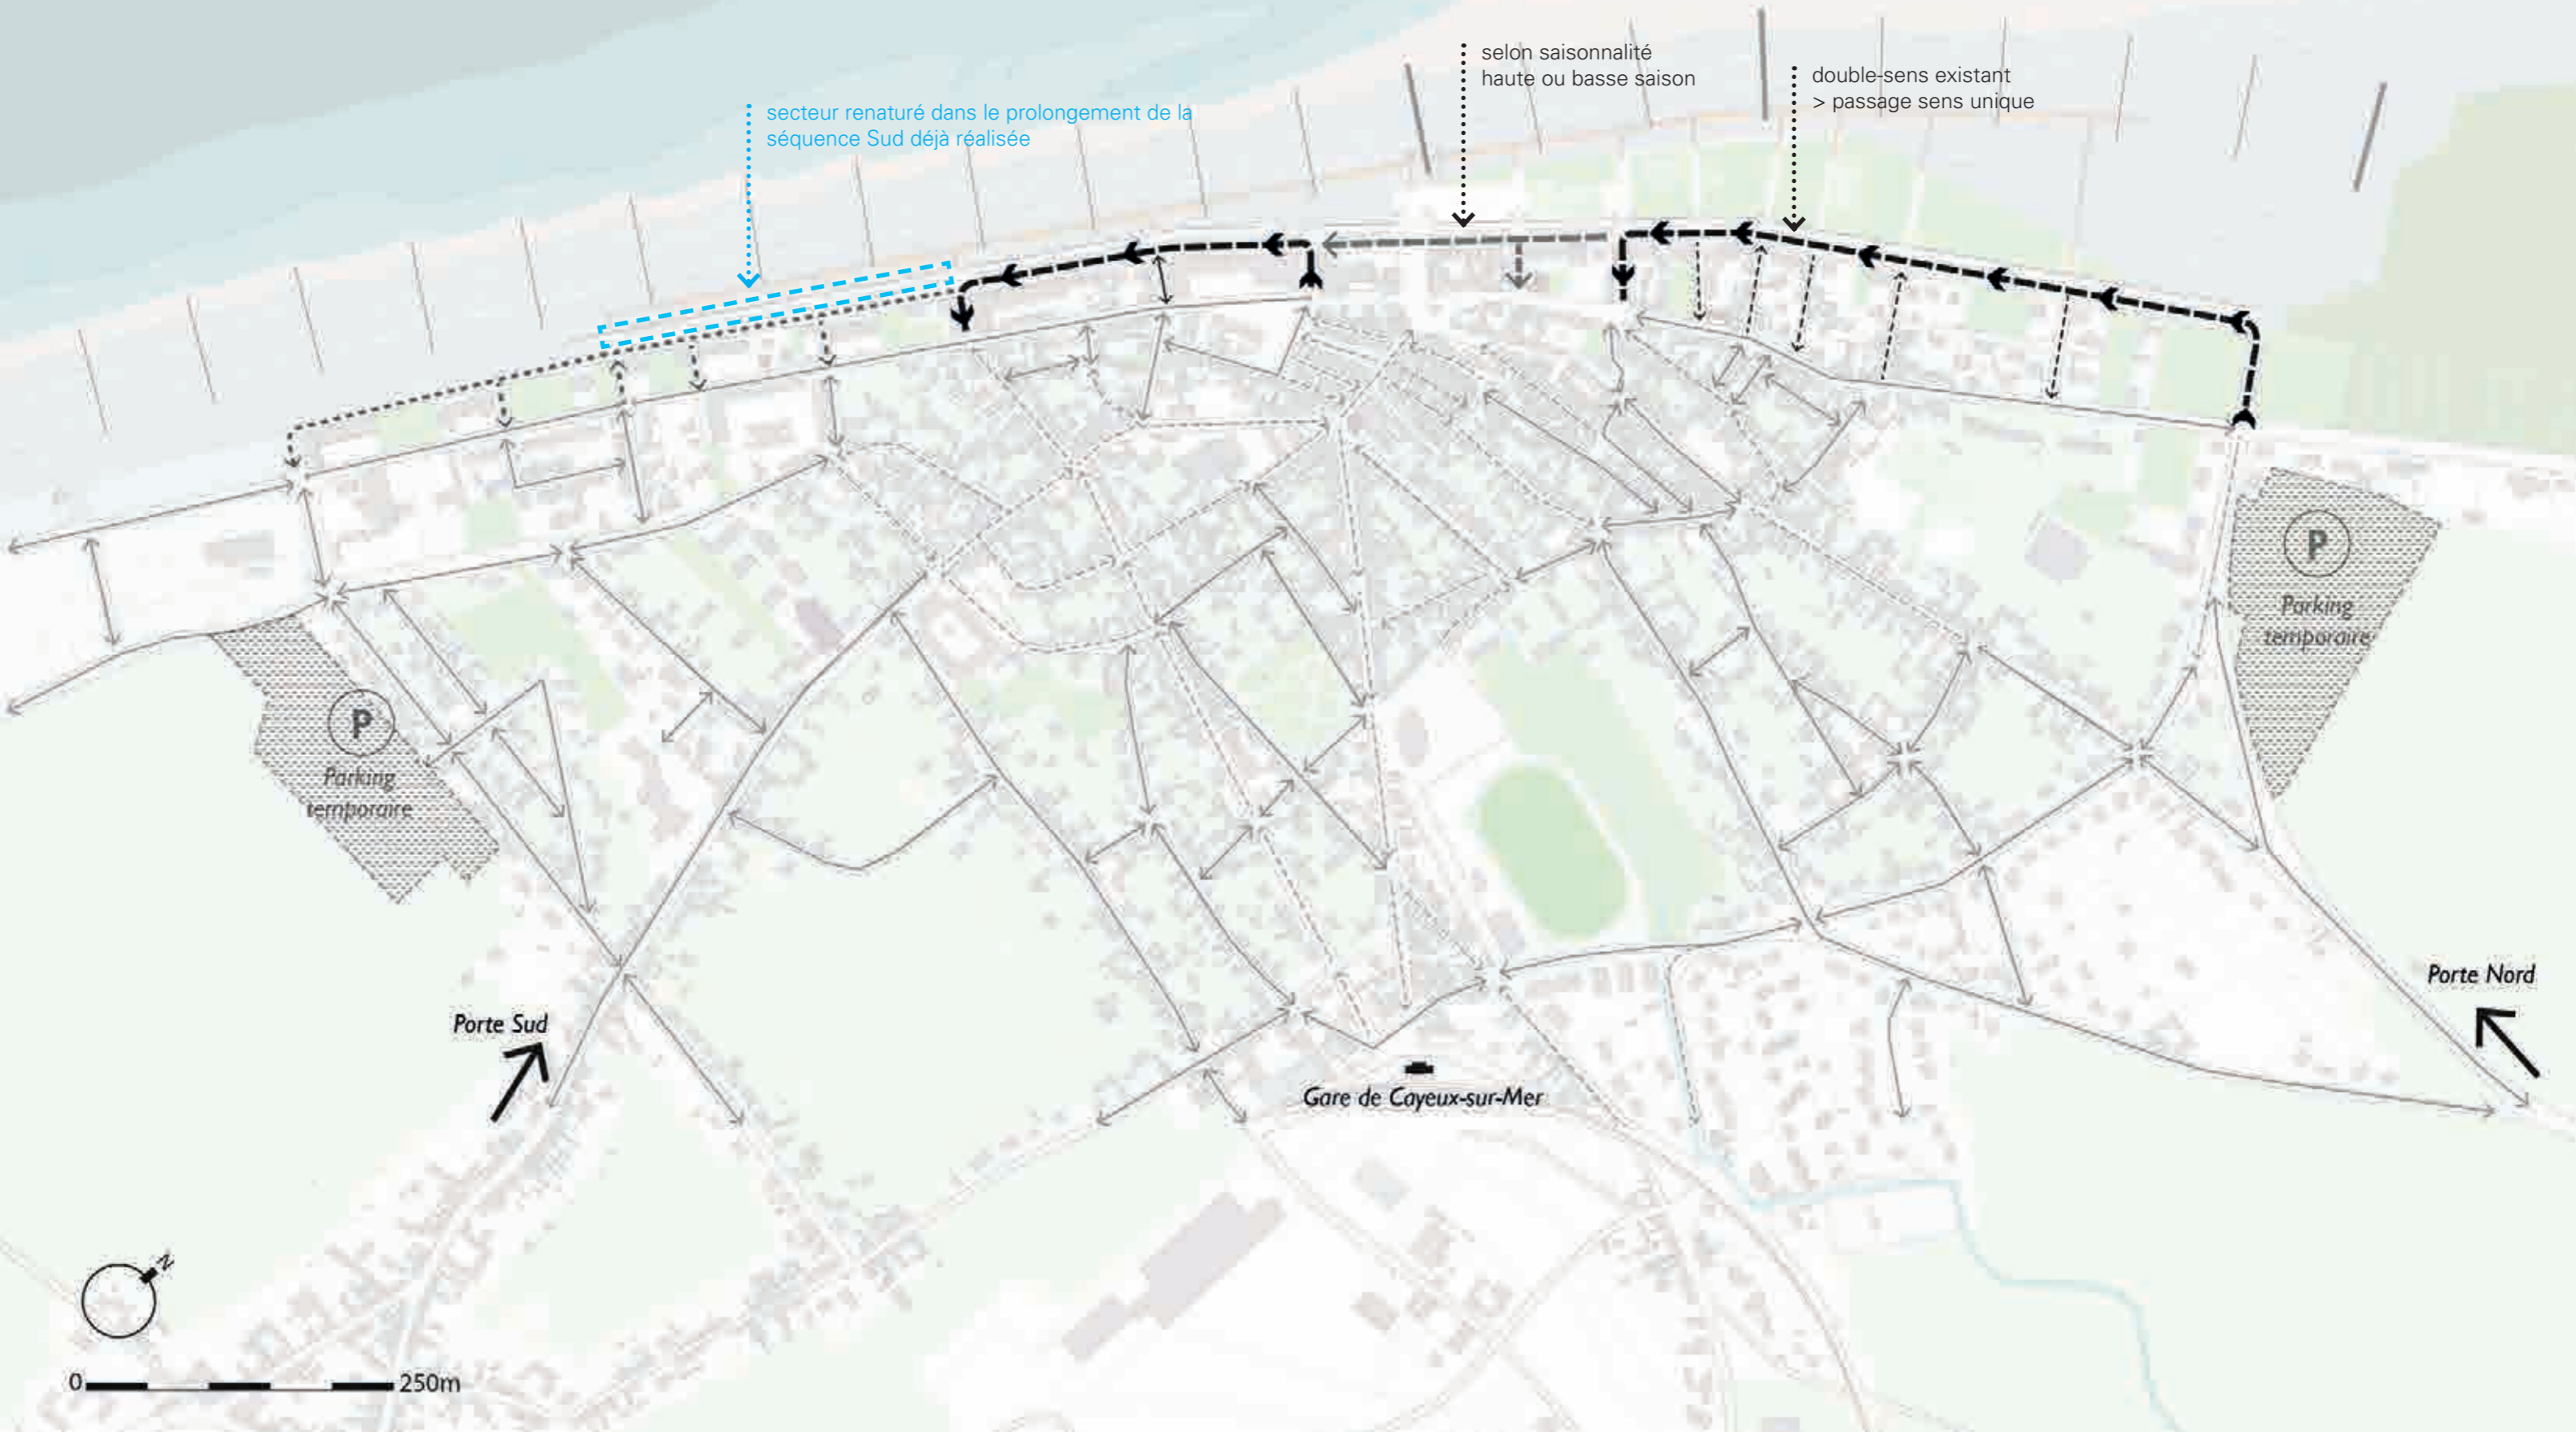 selon saisonnalité
haute ou basse saison
double-sens existant
> passage sens unique
secteur renaturé dans le prolongement de la
séquence Sud déjà réalisée
P
Parking
temporaire
P
Parking
temporaire
Porte Nord
Porte Sud
Gare de Cayeux-sur-Mer
N
0
250m